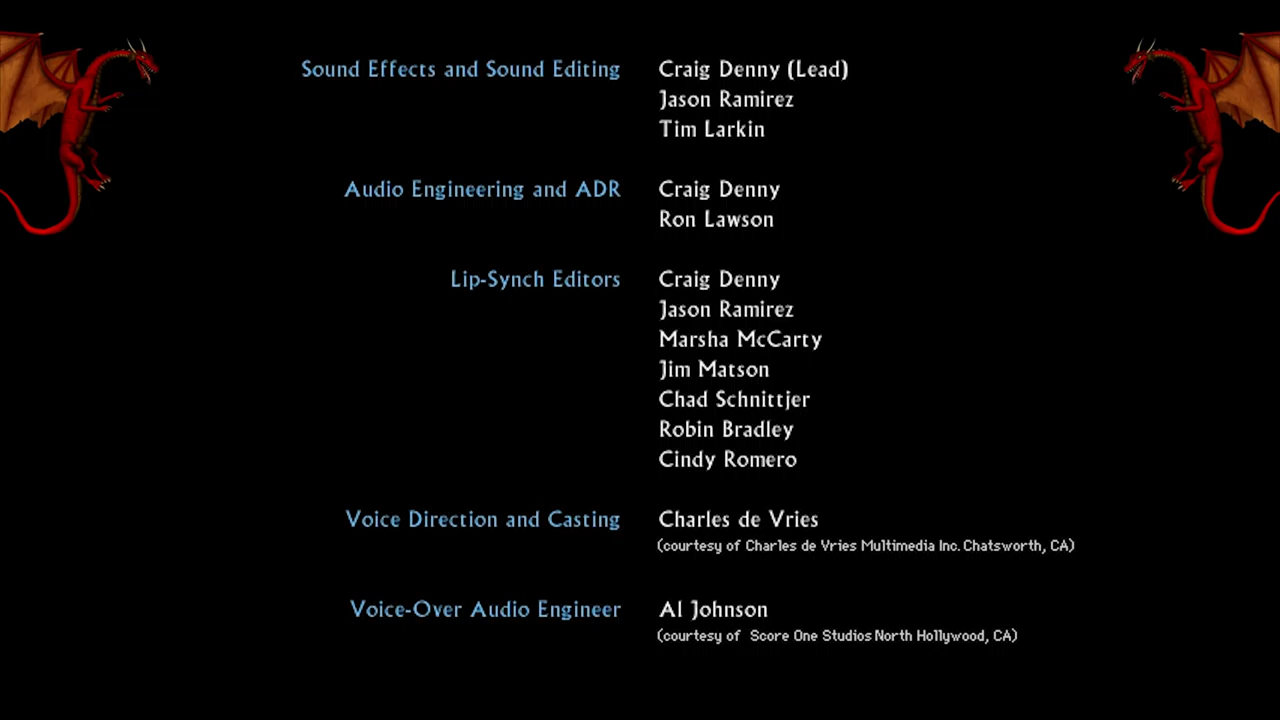 Sound Effects and Sound Editing Craig Denny (Lead)
Jason Ramirez
Tim Larkin
Audio Engineering and ADR Craig Denny
Ron Lawson
Lip-Synch Editors Craig Denny
Jason Ramirez
Marsha McCarty
Jim Matson
Chad Schnittjer
Robin Bradley
Cindy Romero
Voice Direction and Casting Charles de Vries
(courtesy of Charles de Vries Multimedia Inc. Chatsworth, CA)
Voice-Over Audio Engineer Al Johnson
(courtesy of Score One Studios North Hollywood, CA)